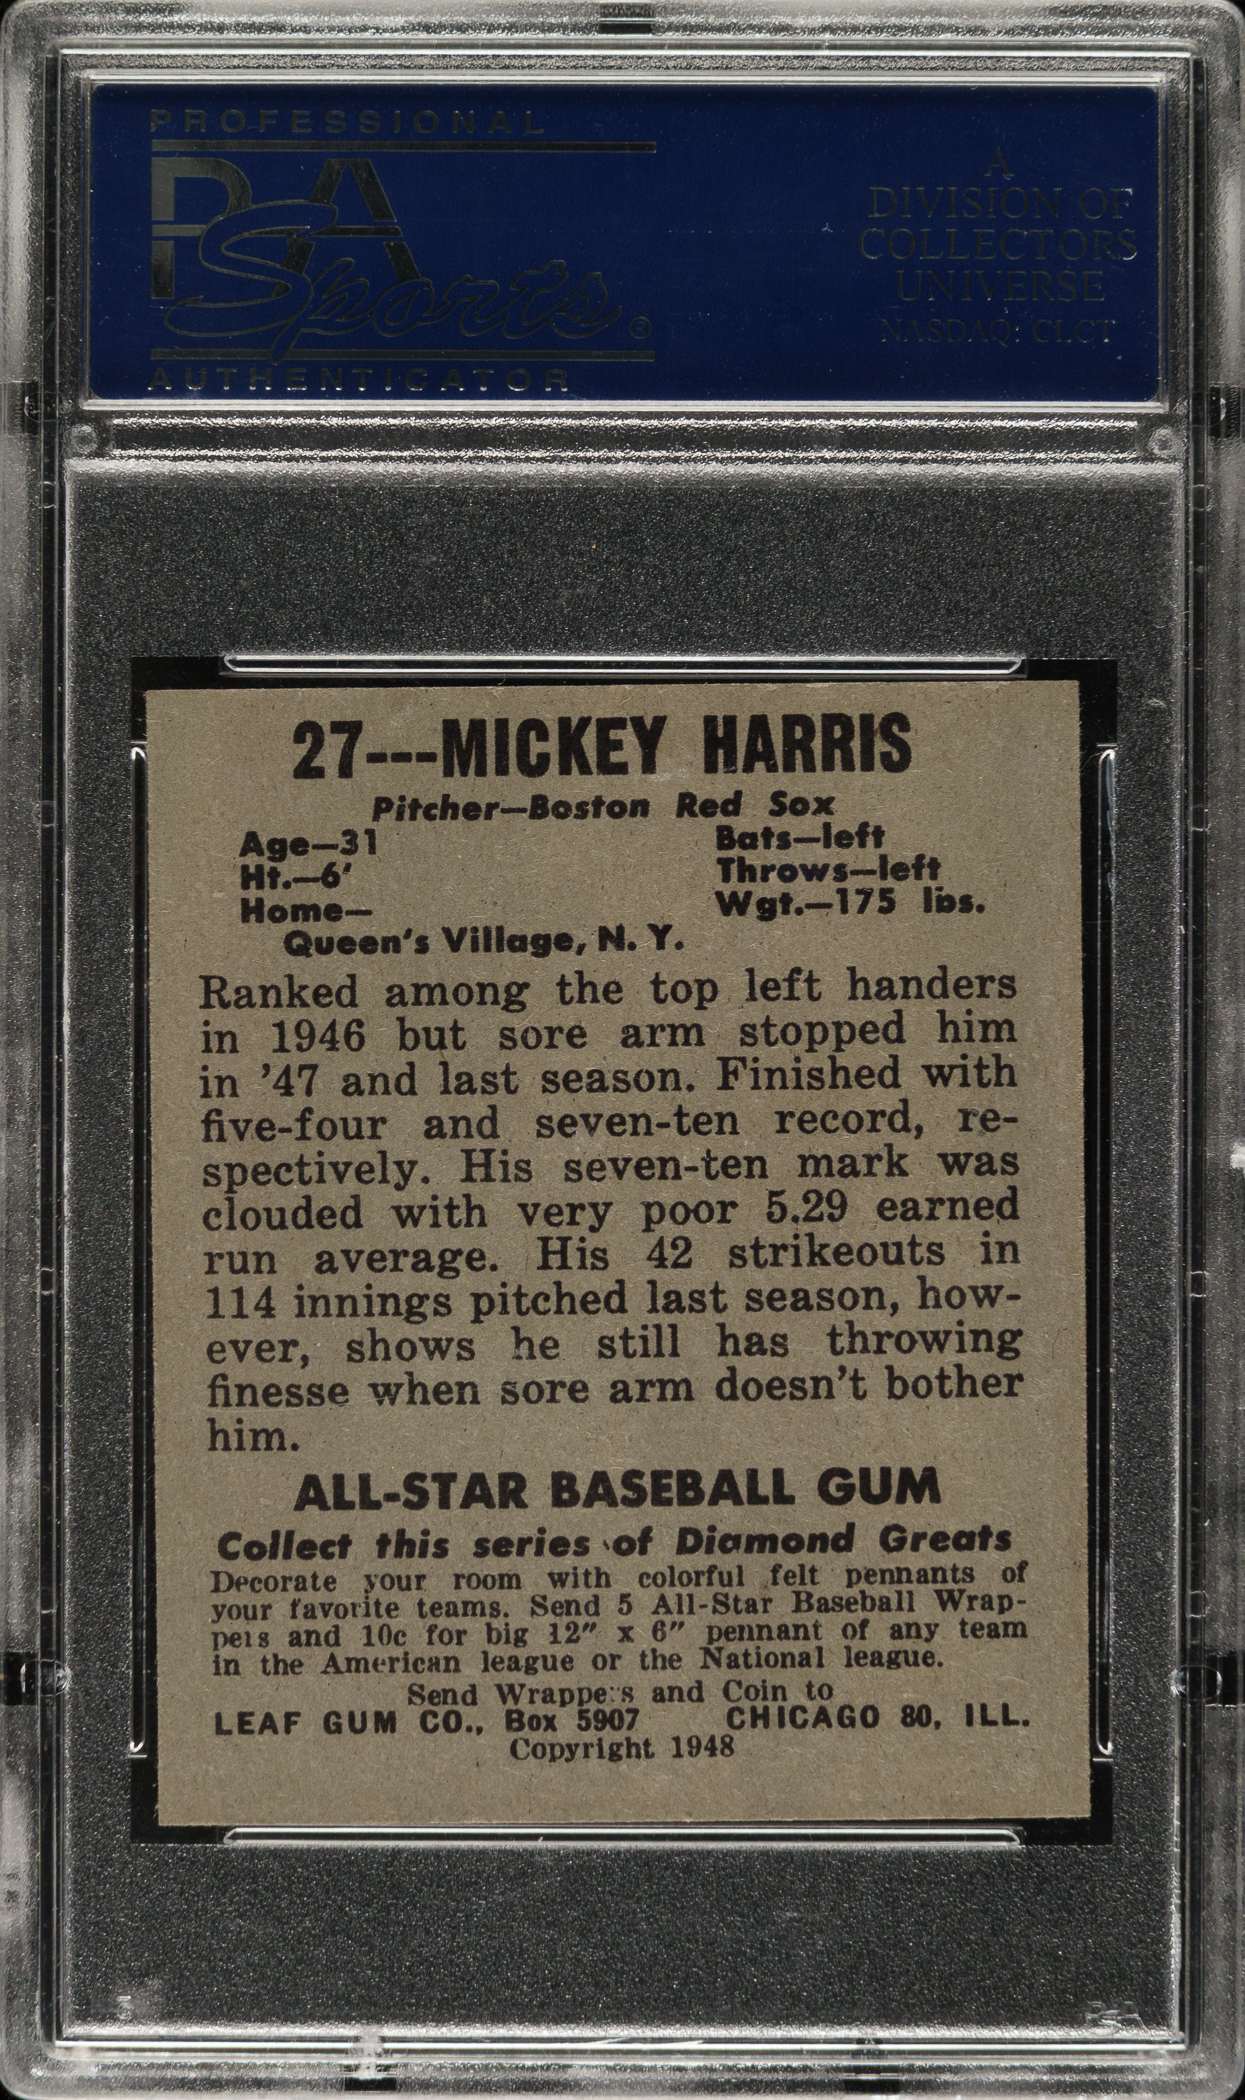 PROFESSIONAL
PSA
Sports®
AUTHENTICATOR
A
DIVISION OF
COLLECTORS
UNIVERSE
NASDAQ: CLCT
27---MICKEY HARRIS
Pitcher—Boston Red Sox
Age—31
Bats—left
Ht.—6'
Throws—left
Home—
Wgt.—175 lbs.
Queen's Village, N. Y.
Ranked among the top left handers
in 1946 but sore arm stopped him
in '47 and last season. Finished with
five-four and seven-ten record, re-
spectively. His seven-ten mark was
clouded with very poor 5.29 earned
run average. His 42 strikeouts in
114 innings pitched last season, how-
ever, shows he still has throwing
finesse when sore arm doesn't bother
him.
ALL-STAR BASEBALL GUM
Collect this series of Diamond Greats
Decorate your room with colorful felt pennants of
your favorite teams. Send 5 All-Star Baseball Wrap-
pers and 10c for big 12" x 6" pennant of any team
in the American league or the National league.
Send Wrappers and Coin to
LEAF GUM CO., Box 5907 CHICAGO 80, ILL.
Copyright 1948
PSA